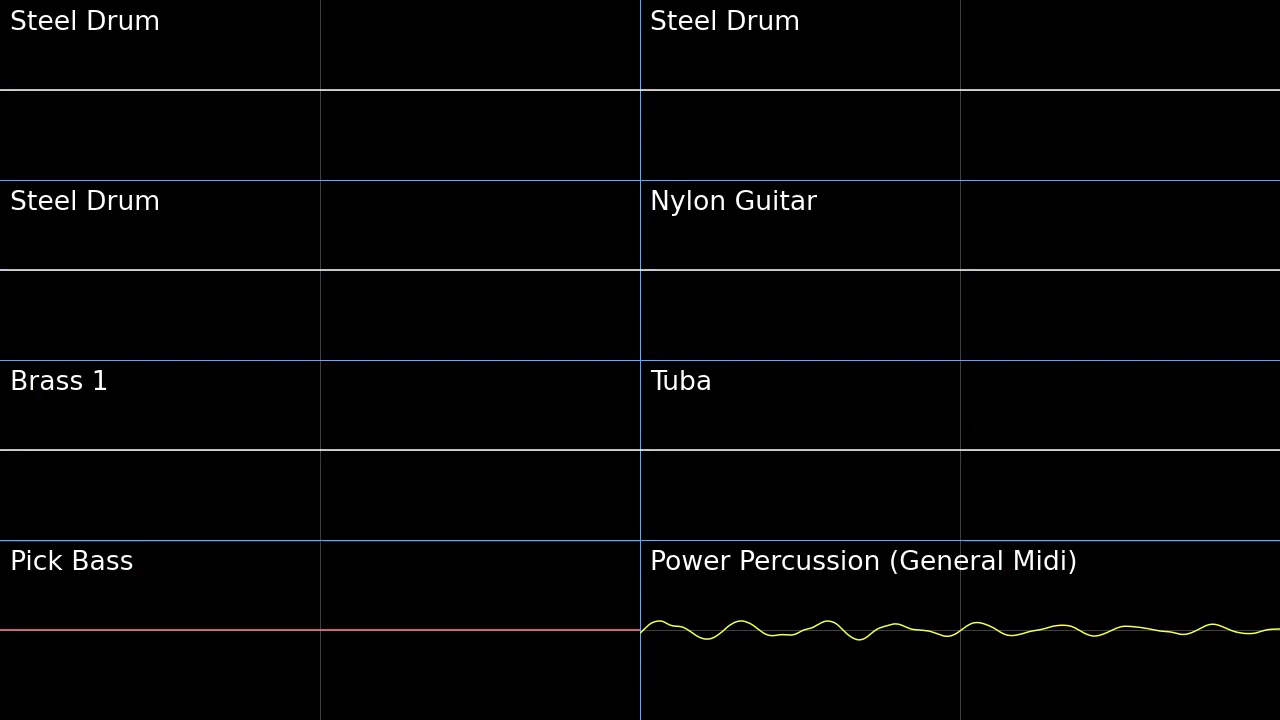 Steel Drum
Steel Drum
Steel Drum
Nylon Guitar
Brass 1
Tuba
Pick Bass
Power Percussion (General Midi)